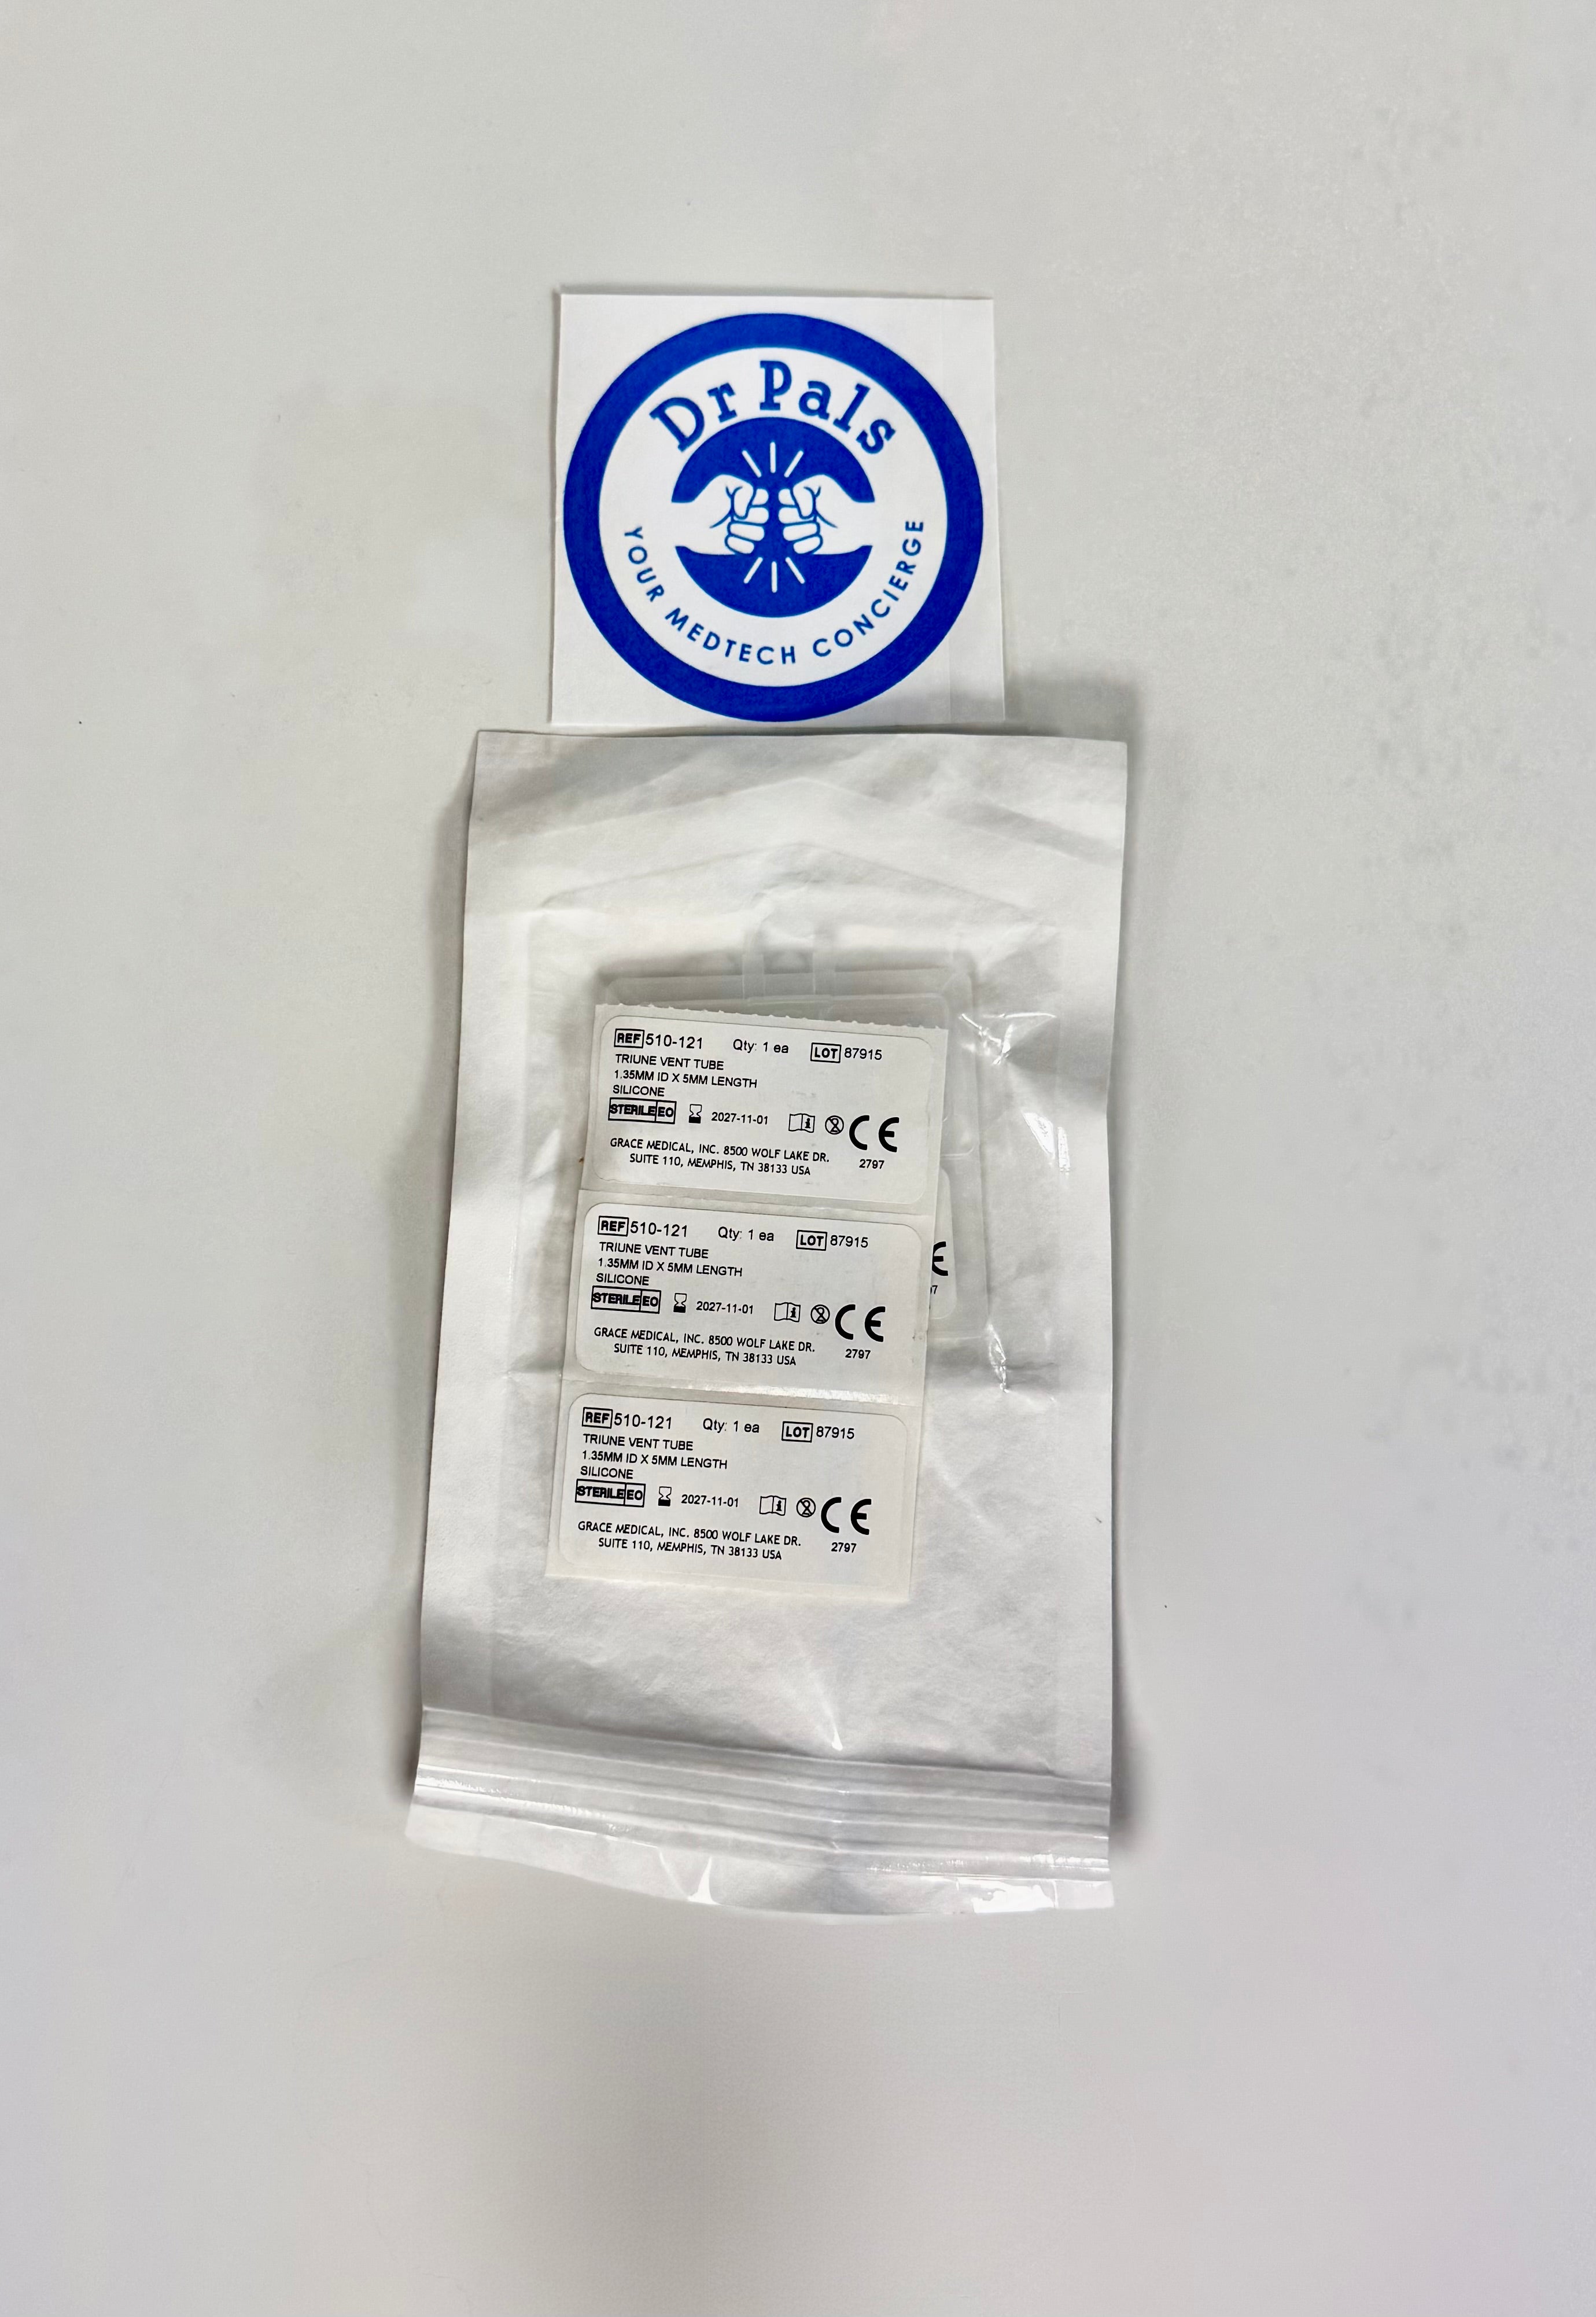 Dr Pals
YOUR MEDTECH CONCIERGE
REF 510-121 Qty: 1 ea LOT 87915
TRIUNE VENT TUBE
1.35MM ID X 5MM LENGTH
SILICONE
STERILE EO 2027-11-01 CE
GRACE MEDICAL, INC. 8500 WOLF LAKE DR.
SUITE 110, MEMPHIS, TN 38133 USA 2797
REF 510-121 Qty: 1 ea LOT 87915
TRIUNE VENT TUBE
1.35MM ID X 5MM LENGTH
SILICONE
STERILE EO 2027-11-01 CE
GRACE MEDICAL, INC. 8500 WOLF LAKE DR.
SUITE 110, MEMPHIS, TN 38133 USA 2797
REF 510-121 Qty: 1 ea LOT 87915
TRIUNE VENT TUBE
1.35MM ID X 5MM LENGTH
SILICONE
STERILE EO 2027-11-01 CE
GRACE MEDICAL, INC. 8500 WOLF LAKE DR.
SUITE 110, MEMPHIS, TN 38133 USA 2797